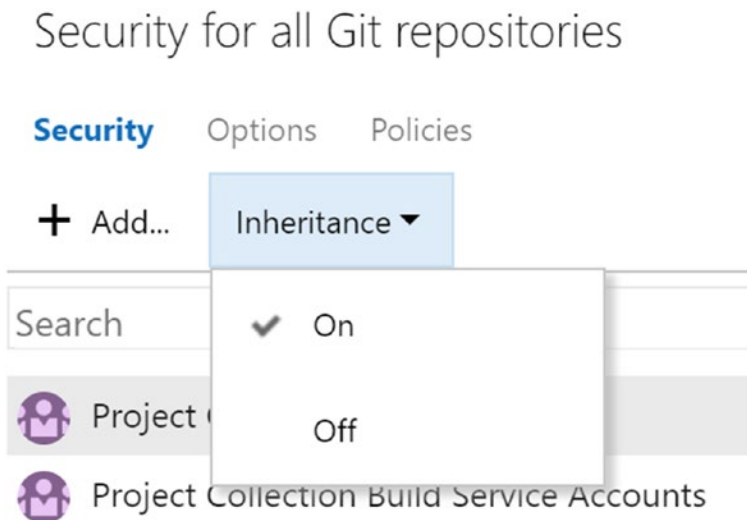 Security for all Git repositories
Security Options Policies
+ Add... Inheritance
Search On
Project
Off
Project Collection Build Service Accounts